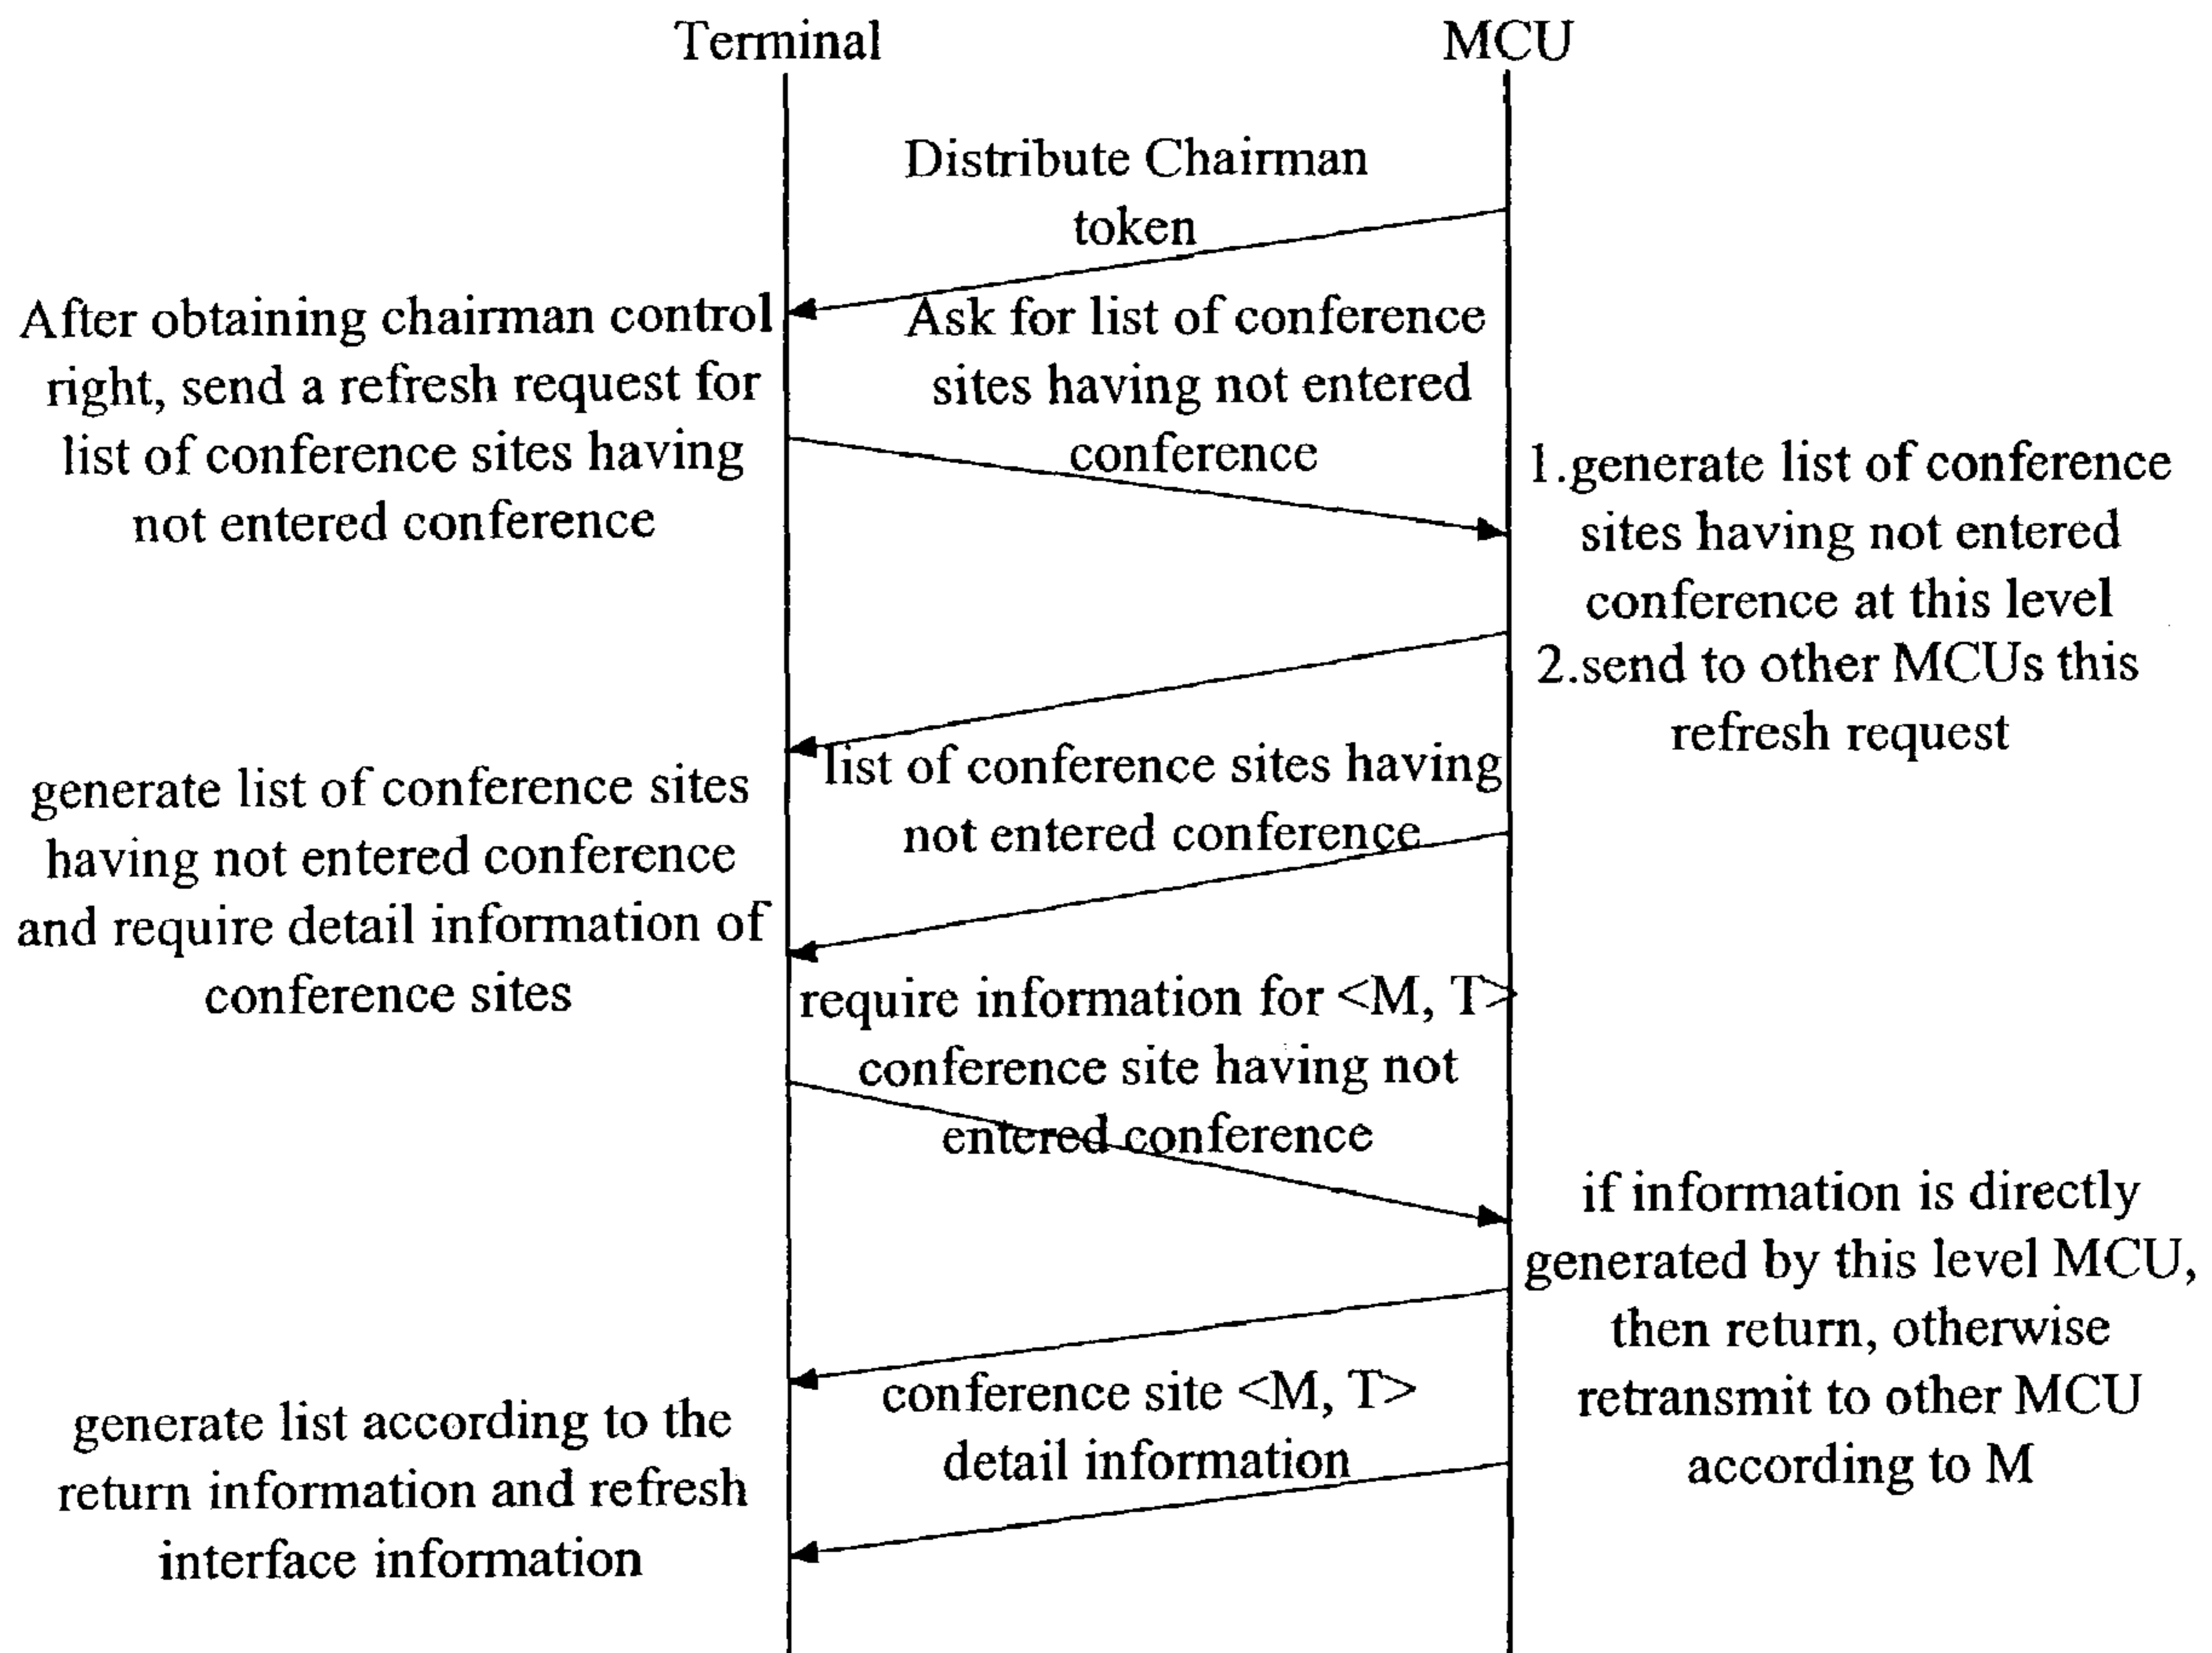 Terminal
MCU
Distribute Chairman
token
After obtaining chairman control
right, send a refresh request for
list of conference sites having
not entered conference
Ask for list of conference
sites having not entered
conference
1.generate list of conference
sites having not entered
conference at this level
2.send to other MCUs this
refresh request
list of conference sites having
not entered conference
generate list of conference sites
having not entered conference
and require detail information of
conference sites
require information for <M, T>
conference site having not
entered conference
if information is directly
generated by this level MCU,
then return, otherwise
retransmit to other MCU
according to M
conference site <M, T>
detail information
generate list according to the
return information and refresh
interface information